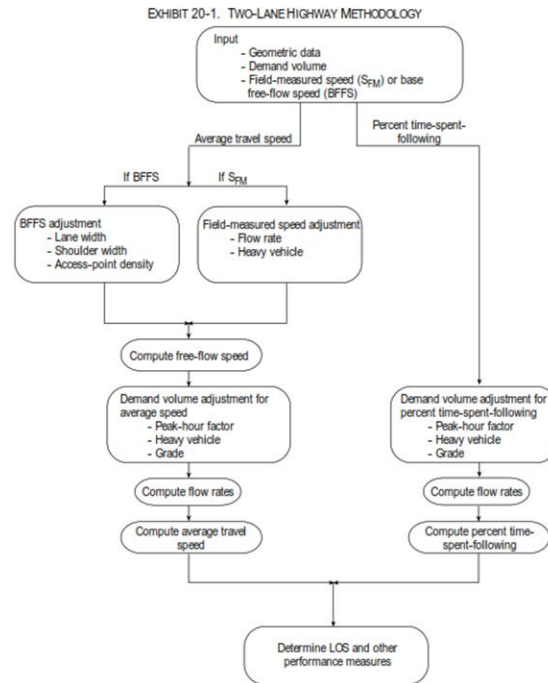 EXHIBIT 20-1. TWO-LANE HIGHWAY METHODOLOGY
Input
- Geometric data
- Demand volume
- Field-measured speed (SFM) or base
free-flow speed (BFFS)
Average travel speed
Percent time-spent-
following
If BFFS
If SFM
BFFS adjustment
- Lane width
- Shoulder width
- Access-point density
Field-measured speed adjustment
- Flow rate
- Heavy vehicle
Compute free-flow speed
Demand volume adjustment for
average speed
- Peak-hour factor
- Heavy vehicle
- Grade
Demand volume adjustment for
percent time-spent-following
- Peak-hour factor
- Heavy vehicle
- Grade
Compute flow rates
Compute flow rates
Compute average travel
speed
Compute percent time-
spent-following
Determine LOS and other
performance measures